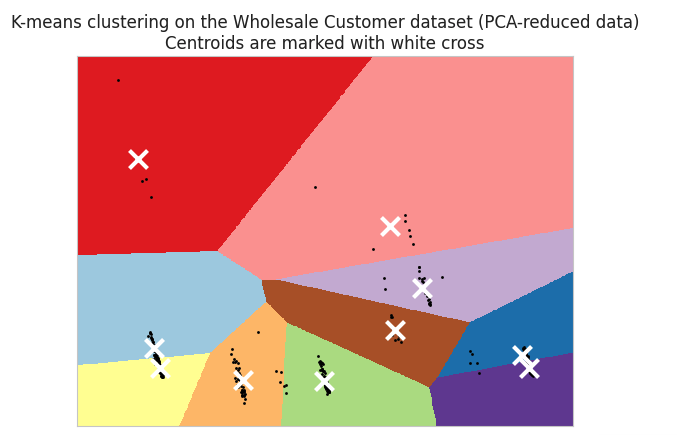 K-means clustering on the Wholesale Customer dataset (PCA-reduced data)
Centroids are marked with white cross